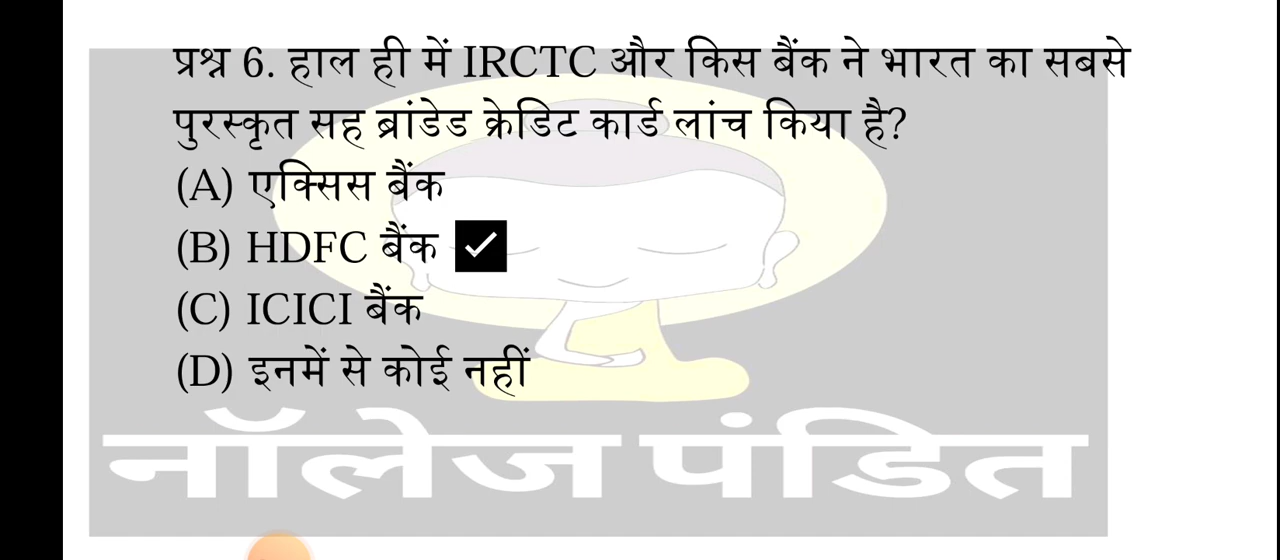 प्रश्न 6. हाल ही में IRCTC और किस बैंक ने भारत का सबसे
पुरस्कृत सह ब्रांडेड क्रेडिट कार्ड लांच किया है?
(A) एक्सिस बैंक
(B) HDFC बैंक
(C) ICICI बैंक
(D) इनमें से कोई नहीं
नॉलेज पंडित